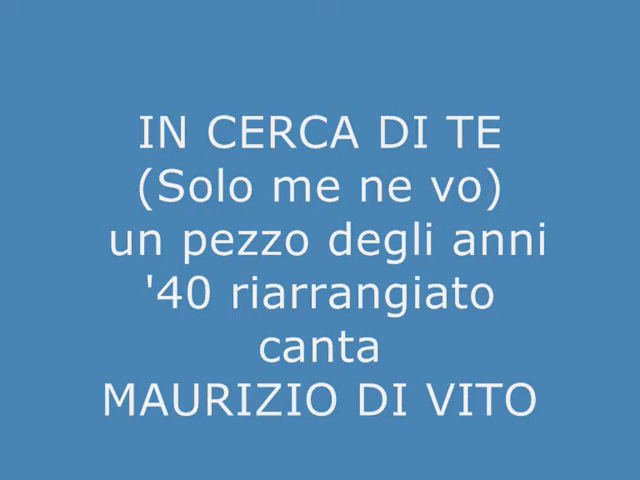 IN CERCA DI TE
(Solo me ne vo)
un pezzo degli anni
'40 riarrangiato
canta
MAURIZIO DI VITO